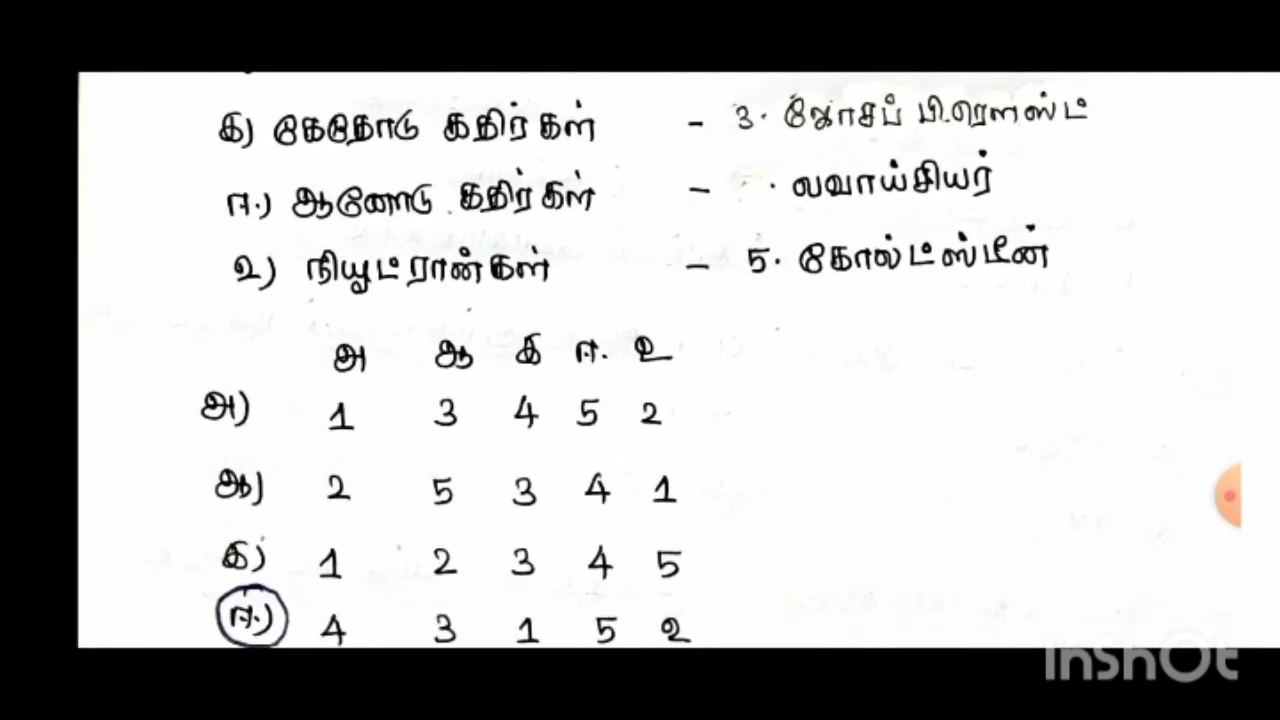 இ) கேதோடு கதிர்கள் - 3. ஜோசப் பிரௌஸ்ட்
ஈ.) ஆனோடு கதிர்கள் - . லவாய்சியர்
உ) நியூட்ரான்கள் - 5. கோல்ட்ஸ்டீன்
அ ஆ இ ஈ. உ
அ) 1 3 4 5 2
ஆ) 2 5 3 4 1
இ) 1 2 3 4 5
ஈ.) 4 3 1 5 2
InShOt